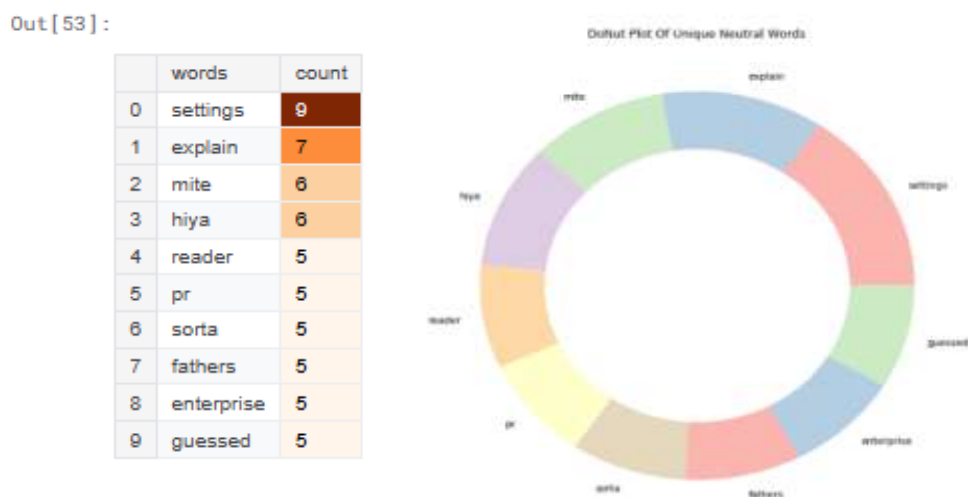 Out[53]:
words count
0 settings 9
1 explain 7
2 mite 6
3 hiya 6
4 reader 5
5 pr 5
6 sorta 5
7 fathers 5
8 enterprise 5
9 guessed 5
DoNut Plot Of Unique Neutral Words
explain
mite
settings
hiya
reader
guessed
pr
enterprise
sorta
fathers